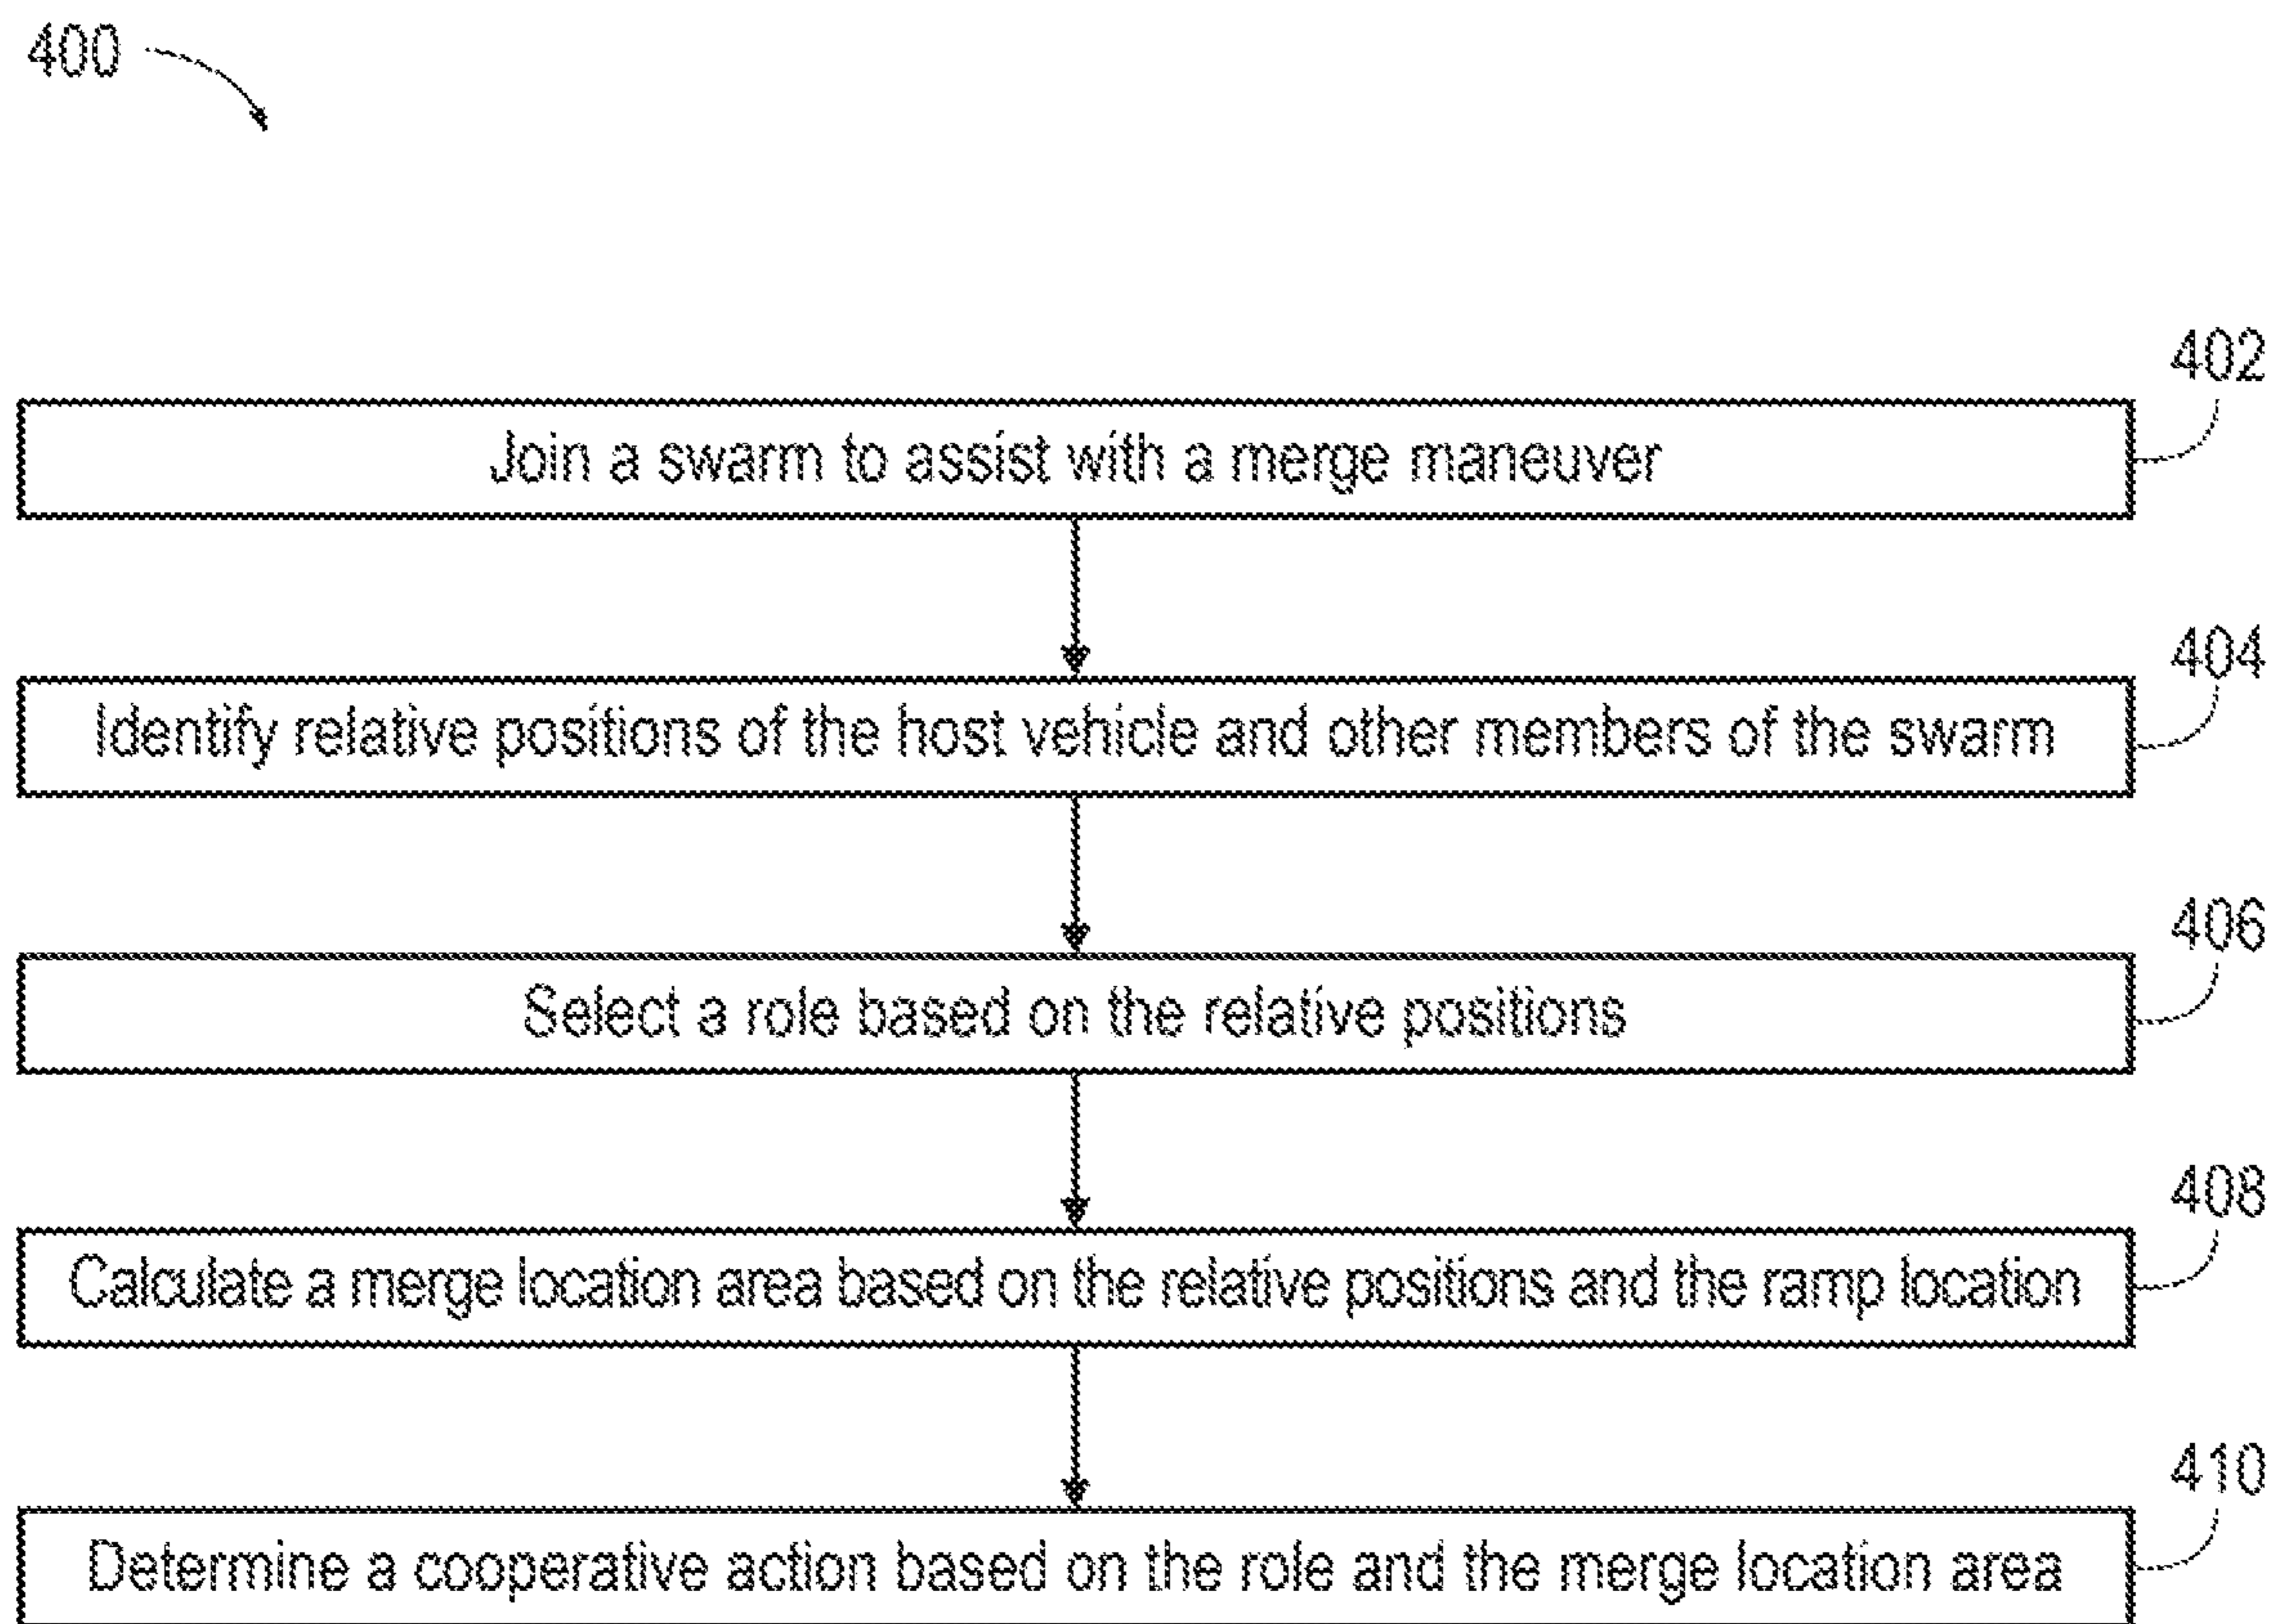 400
402
Join a swarm to assist with a merge maneuver
404
Identify relative positions of the host vehicle and other members of the swarm
406
Select a role based on the relative positions
408
Calculate a merge location area based on the relative positions and the ramp location
410
Determine a cooperative action based on the role and the merge location area